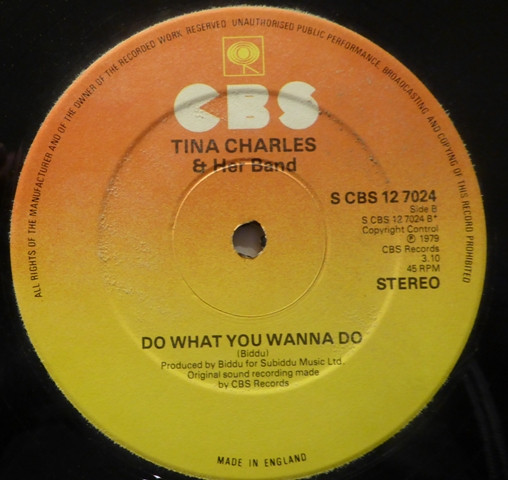 ALL RIGHTS OF THE MANUFACTURER AND OF THE OWNER OF THE RECORDED WORK RESERVED. UNAUTHORISED PUBLIC PERFORMANCE, BROADCASTING AND COPYING OF THIS RECORD PROHIBITED
CBS
TINA CHARLES
& Her Band
S CBS 12 7024
Side B
S CBS 12 7024 B*
Copyright Control
℗ 1979
CBS Records
3.10
45 RPM
STEREO
DO WHAT YOU WANNA DO
(Biddu)
Produced by Biddu for Subiddu Music Ltd.
Original sound recording made
by CBS Records
MADE IN ENGLAND